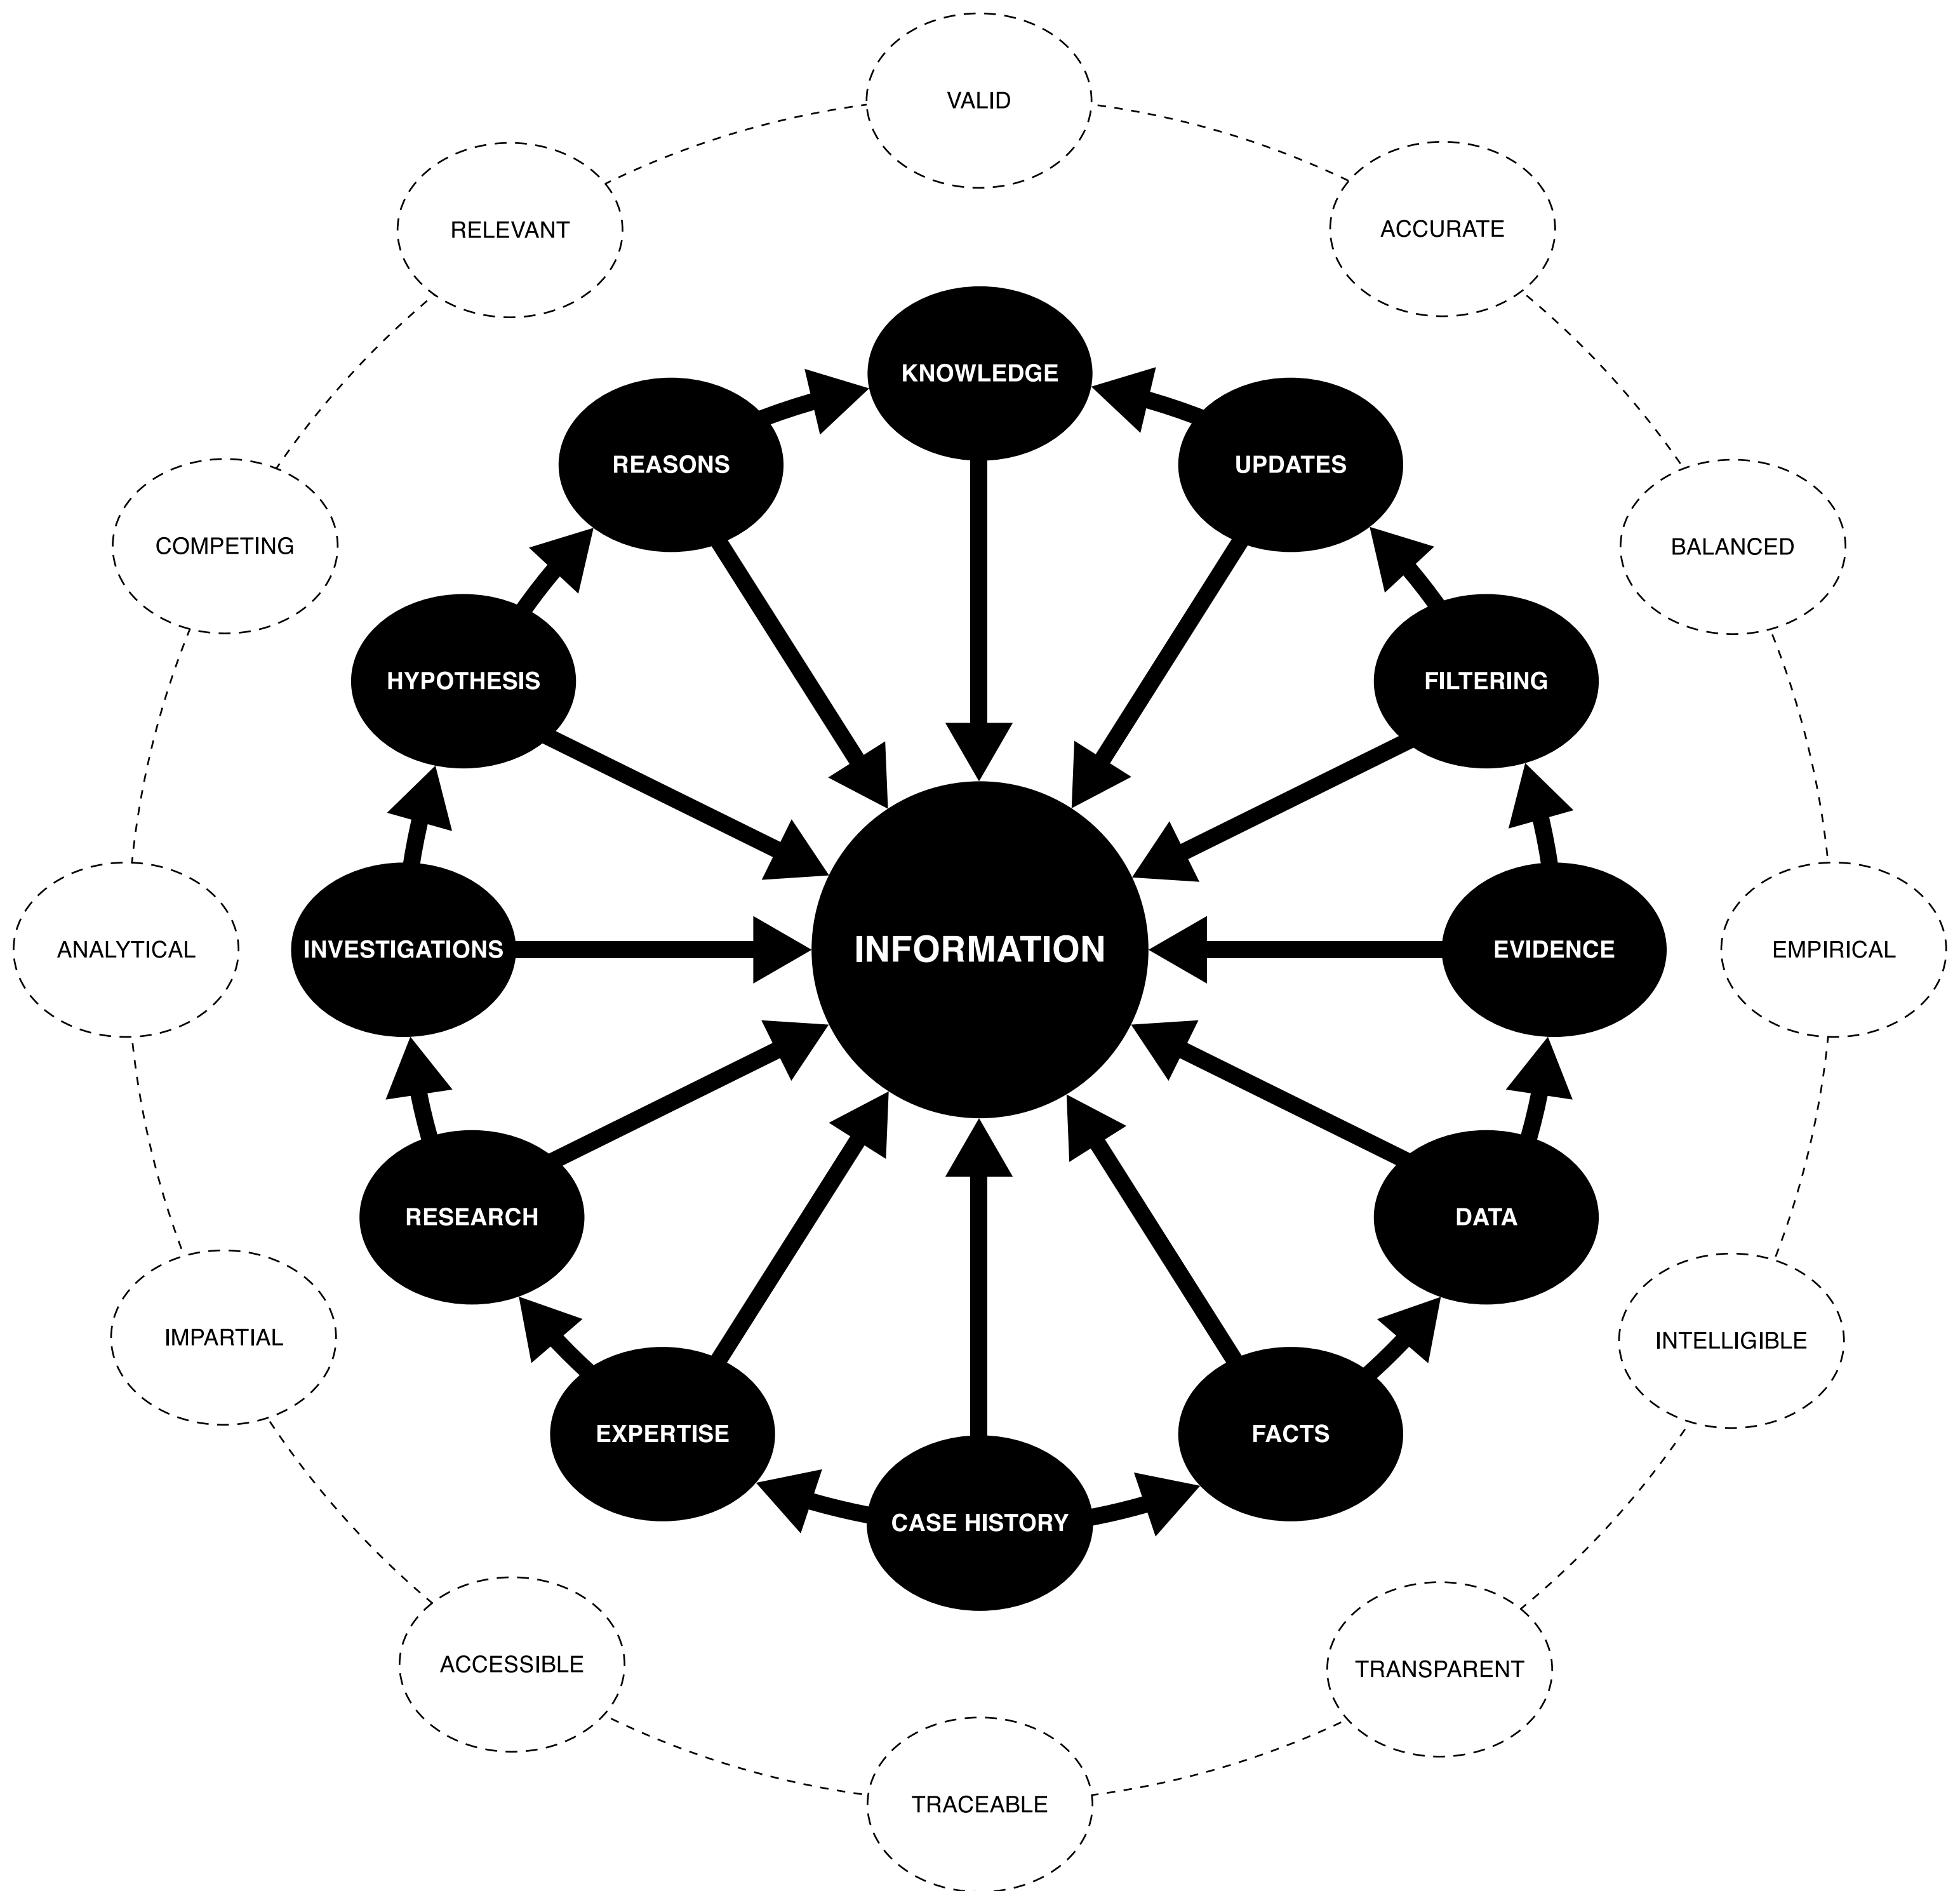 VALID
RELEVANT
ACCURATE
KNOWLEDGE
REASONS
UPDATES
COMPETING
BALANCED
HYPOTHESIS
FILTERING
ANALYTICAL
INVESTIGATIONS
INFORMATION
EVIDENCE
EMPIRICAL
RESEARCH
DATA
IMPARTIAL
INTELLIGIBLE
EXPERTISE
FACTS
CASE HISTORY
ACCESSIBLE
TRANSPARENT
TRACEABLE